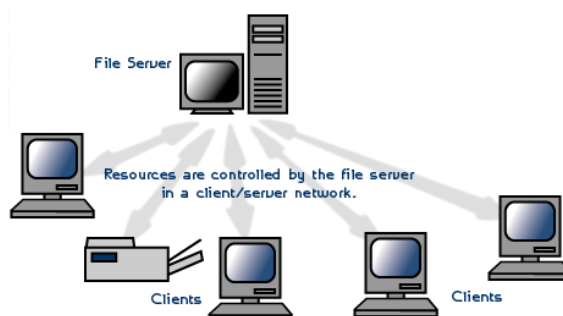 File Server
Resources are controlled by the file server
in a client/server network.
Clients
Clients